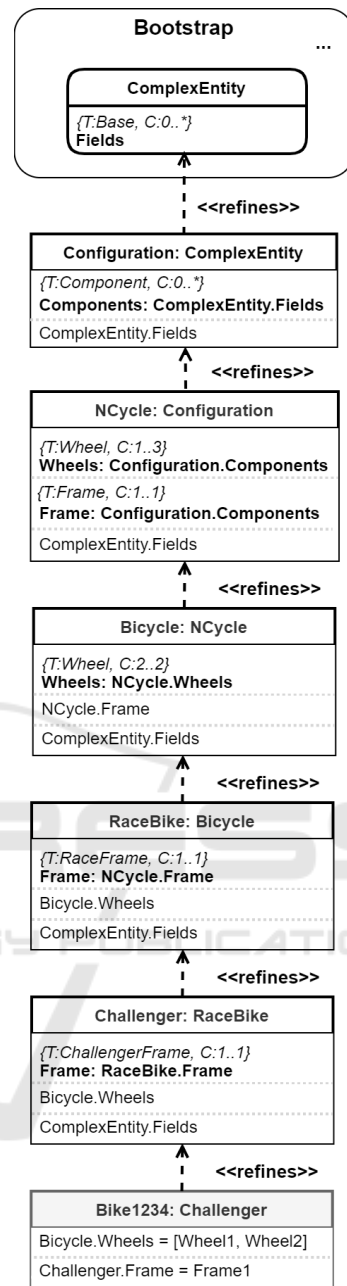 Bootstrap
...
ComplexEntity
{T:Base, C:0..*}
Fields
<<refines>>
Configuration: ComplexEntity
{T:Component, C:0..*}
Components: ComplexEntity.Fields
ComplexEntity.Fields
<<refines>>
NCycle: Configuration
{T:Wheel, C:1..3}
Wheels: Configuration.Components
{T:Frame, C:1..1}
Frame: Configuration.Components
ComplexEntity.Fields
<<refines>>
Bicycle: NCycle
{T:Wheel, C:2..2}
Wheels: NCycle.Wheels
NCycle.Frame
ComplexEntity.Fields
<<refines>>
RaceBike: Bicycle
{T:RaceFrame, C:1..1}
Frame: NCycle.Frame
Bicycle.Wheels
ComplexEntity.Fields
<<refines>>
Challenger: RaceBike
{T:ChallengerFrame, C:1..1}
Frame: RaceBike.Frame
Bicycle.Wheels
ComplexEntity.Fields
<<refines>>
Bike1234: Challenger
Bicycle.Wheels = [Wheel1, Wheel2]
Challenger.Frame = Frame1